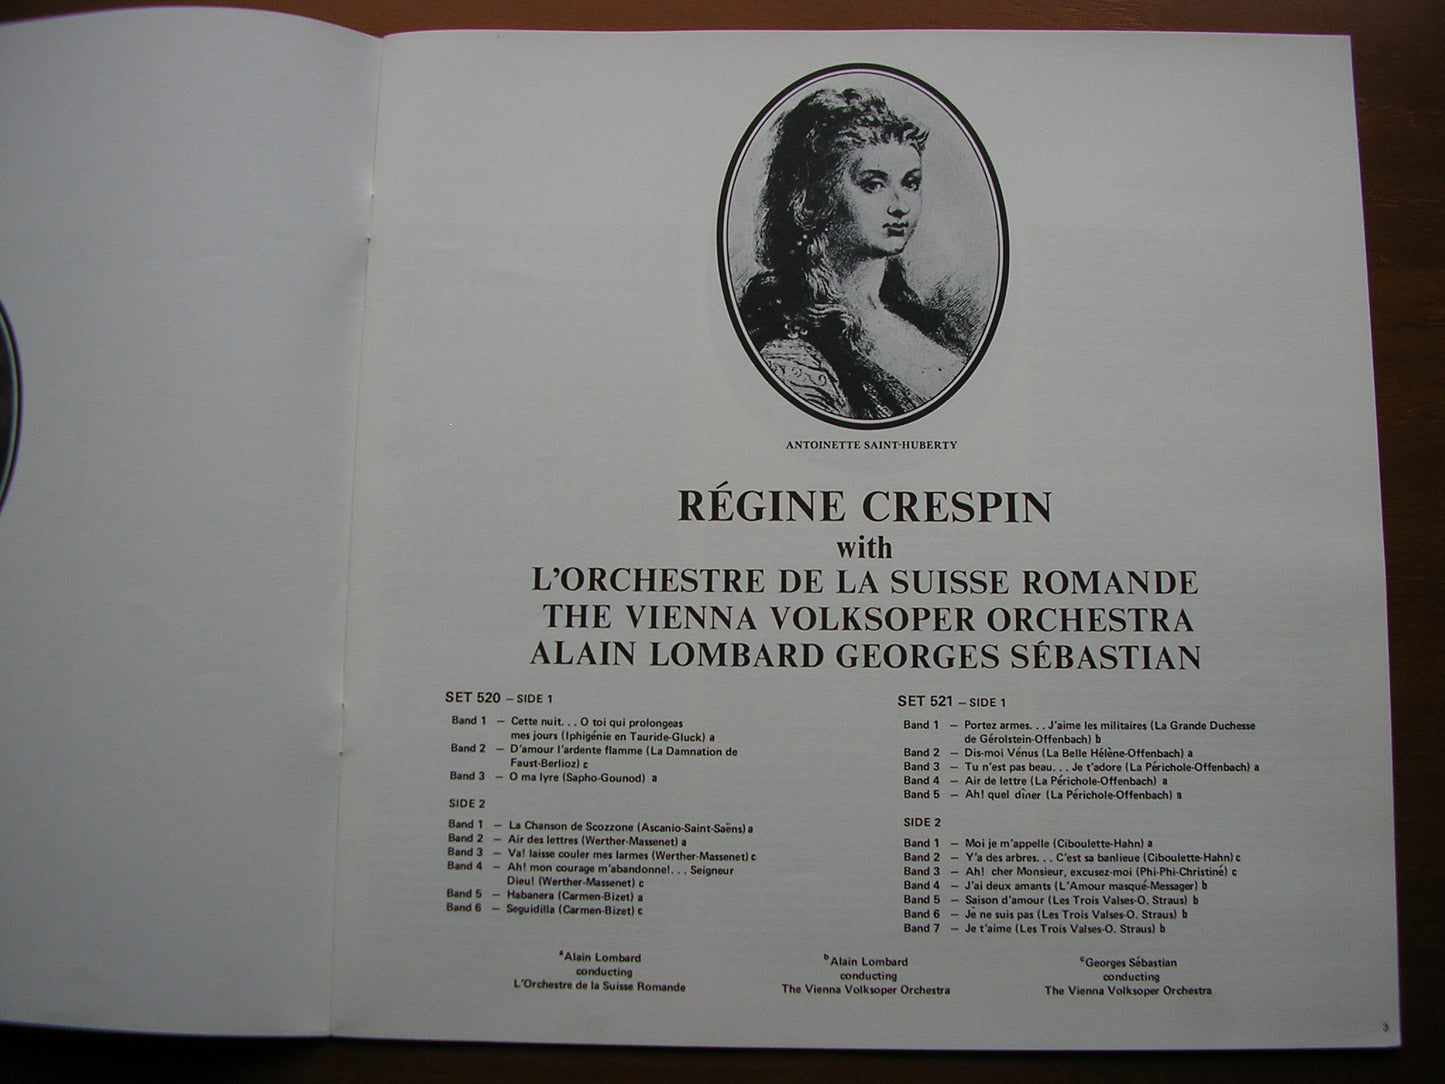 ANTOINETTE SAINT-HUBERTY
RÉGINE CRESPIN
with
L'ORCHESTRE DE LA SUISSE ROMANDE
THE VIENNA VOLKSOPER ORCHESTRA
ALAIN LOMBARD GEORGES SÉBASTIAN
SET 520 – SIDE 1
Band 1 – Cette nuit. . . O toi qui prolongeas
mes jours (Iphigénie en Tauride-Gluck) a
Band 2 – D'amour l'ardente flamme (La Damnation de
Faust-Berlioz) c
Band 3 – O ma lyre (Sapho-Gounod) a
SIDE 2
Band 1 – La Chanson de Scozzone (Ascanio-Saint-Saëns) a
Band 2 – Air des lettres (Werther-Massenet) a
Band 3 – Va! laisse couler mes larmes (Werther-Massenet) c
Band 4 – Ah! mon courage m'abandonne!. . . Seigneur
Dieu! (Werther-Massenet) c
Band 5 – Habanera (Carmen-Bizet) a
Band 6 – Seguidilla (Carmen-Bizet) c
SET 521 – SIDE 1
Band 1 – Portez armes. . . J'aime les militaires (La Grande Duchesse
de Gérolstein-Offenbach) b
Band 2 – Dis-moi Vénus (La Belle Hélène-Offenbach) a
Band 3 – Tu n'est pas beau. . . Je t'adore (La Périchole-Offenbach) a
Band 4 – Air de lettre (La Périchole-Offenbach) a
Band 5 – Ah! quel dîner (La Périchole-Offenbach) a
SIDE 2
Band 1 – Moi je m'appelle (Ciboulette-Hahn) a
Band 2 – Y'a des arbres. . . C'est sa banlieue (Ciboulette-Hahn) c
Band 3 – Ah! cher Monsieur, excusez-moi (Phi-Phi-Christiné) c
Band 4 – J'ai deux amants (L'Amour masqué-Messager) b
Band 5 – Saison d'amour (Les Trois Valses-O. Straus) b
Band 6 – Je ne suis pas (Les Trois Valses-O. Straus) b
Band 7 – Je t'aime (Les Trois Valses-O. Straus) b
ᵃAlain Lombard
conducting
L'Orchestre de la Suisse Romande
ᵇAlain Lombard
conducting
The Vienna Volksoper Orchestra
ᶜGeorges Sébastian
conducting
The Vienna Volksoper Orchestra
3